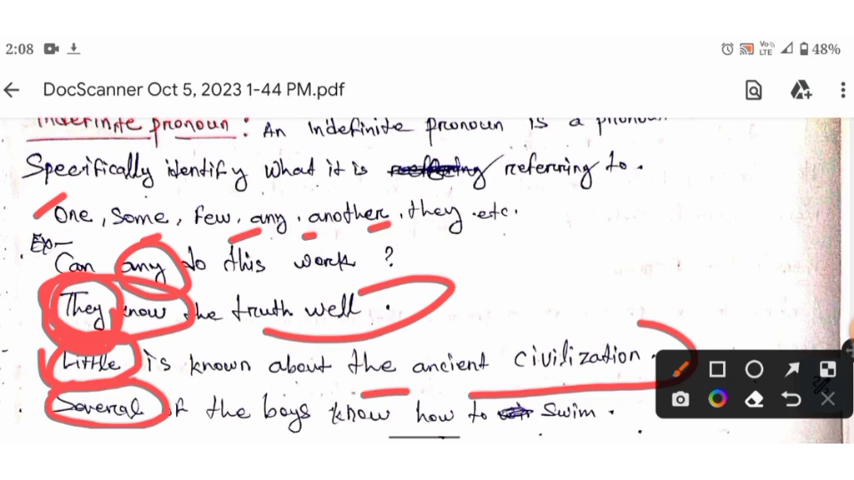 2:08 Vo) LTE 48%
DocScanner Oct 5, 2023 1-44 PM.pdf
Indefinite pronoun : An indefinite pronoun is a pronoun
Specifically identify what it is referring to.
One, Some, Few, any, another, they etc.
Ex-
Can any do this work ?
They know the truth well.
Little is known about the ancient civilization.
Several of the boys know how to swim.